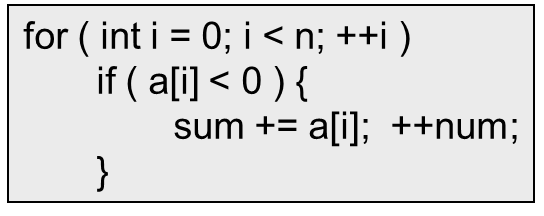 for ( int i = 0; i < n; ++i )
if ( a[i] < 0 ) {
sum += a[i];  ++num;
}